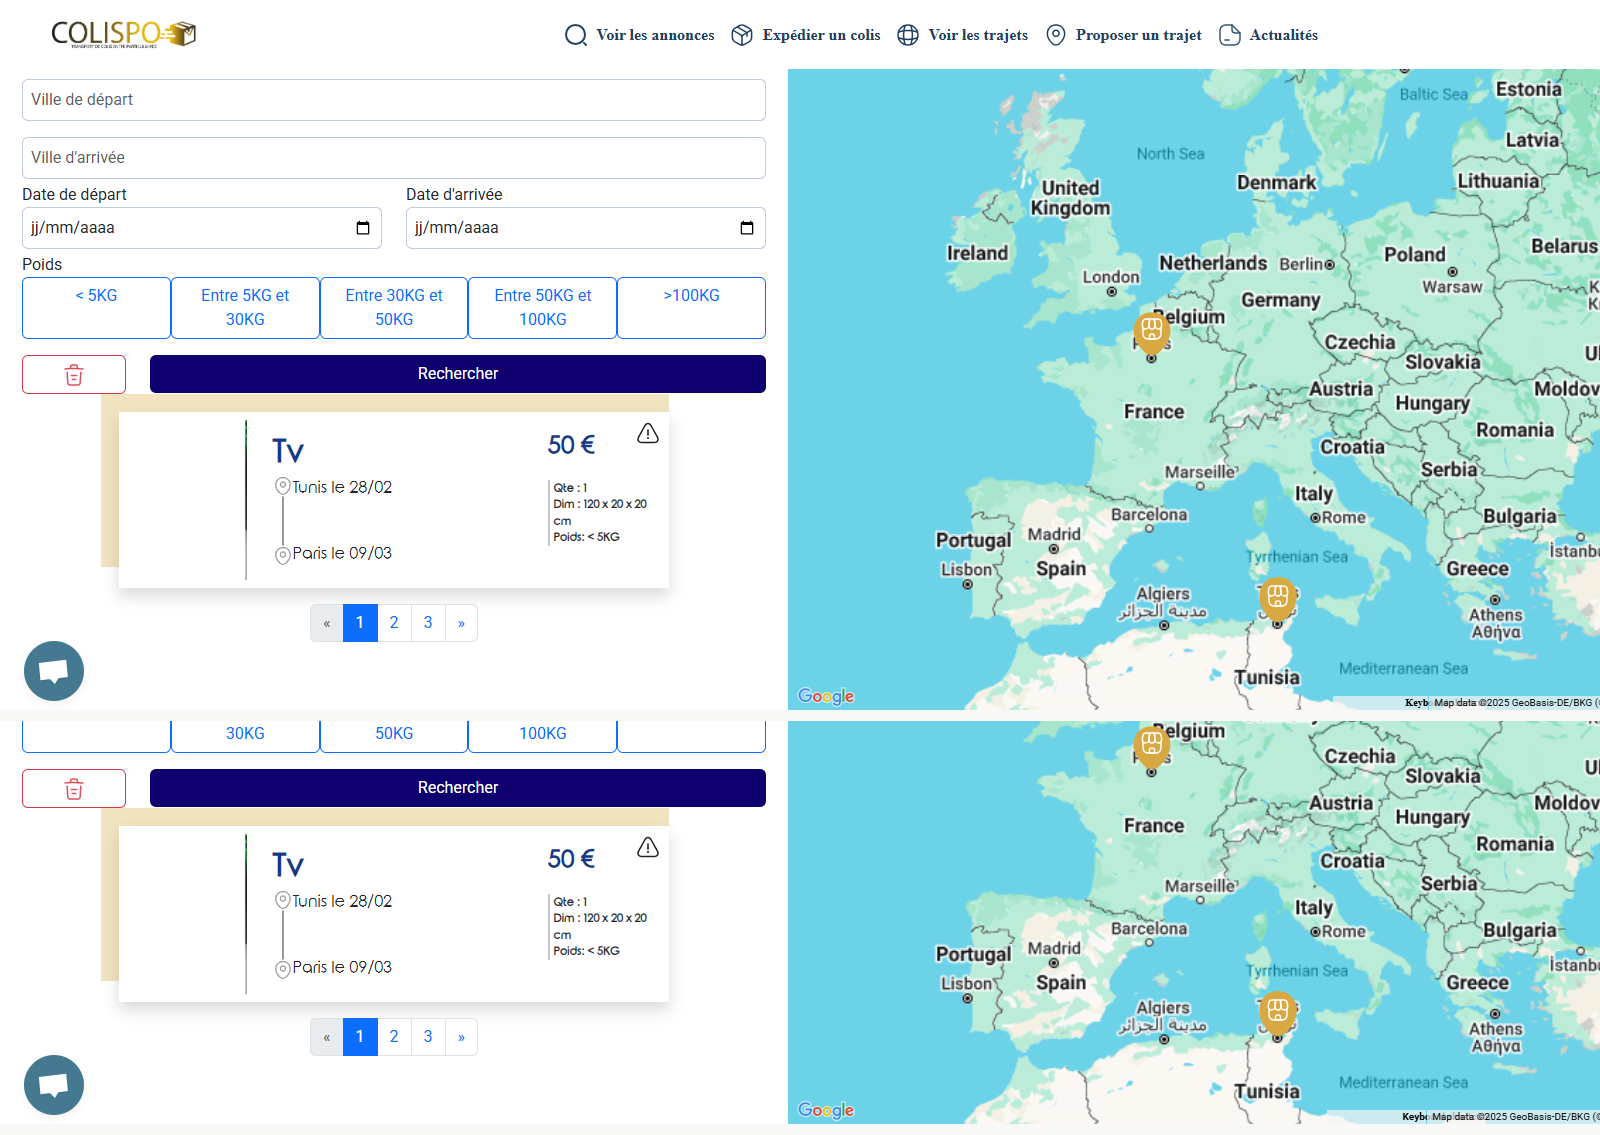 COLISPO
TRANSPORT DE COLIS ENTRE PARTICULIERS
Voir les annonces
Expédier un colis
Voir les trajets
Proposer un trajet
Actualités
Ville de départ
Ville d'arrivée
Date de départ
Date d'arrivée
jj/mm/aaaa
jj/mm/aaaa
Poids
< 5KG
Entre 5KG et
30KG
Entre 30KG et
50KG
Entre 50KG et
100KG
>100KG
Rechercher
Tv
50 €
Tunis le 28/02
Paris le 09/03
Qte : 1
Dim : 120 x 20 x 20
cm
Poids: < 5KG
« 1 2 3 »
Baltic Sea
Estonia
Latvia
North Sea
Denmark
Lithuania
United
Kingdom
Ireland
Belarus
Poland
Netherlands
Berlin
London
Warsaw
Germany
Belgium
Czechia
Slovakia
Austria
Moldov
Hungary
France
Romania
Croatia
Serbia
Marseille
Italy
Barcelona
Rome
Bulgaria
Madrid
Portugal
İstanbu
Tyrrhenian Sea
Lisbon
Spain
Greece
Algiers
مدينة الجزائر
Athens
Αθήνα
Mediterranean Sea
Tunisia
Google
Map data ©2025 GeoBasis-DE/BKG (©
30KG
50KG
100KG
Rechercher
Tv
50 €
Tunis le 28/02
Paris le 09/03
Qte : 1
Dim : 120 x 20 x 20
cm
Poids: < 5KG
« 1 2 3 »
Belgium
Czechia
Slovakia
Austria
Moldov
Hungary
France
Romania
Croatia
Serbia
Marseille
Italy
Barcelona
Rome
Bulgaria
Madrid
Portugal
İstanbu
Tyrrhenian Sea
Lisbon
Spain
Greece
Algiers
مدينة الجزائر
Athens
Αθήνα
Mediterranean Sea
Tunisia
Google
Map data ©2025 GeoBasis-DE/BKG (©